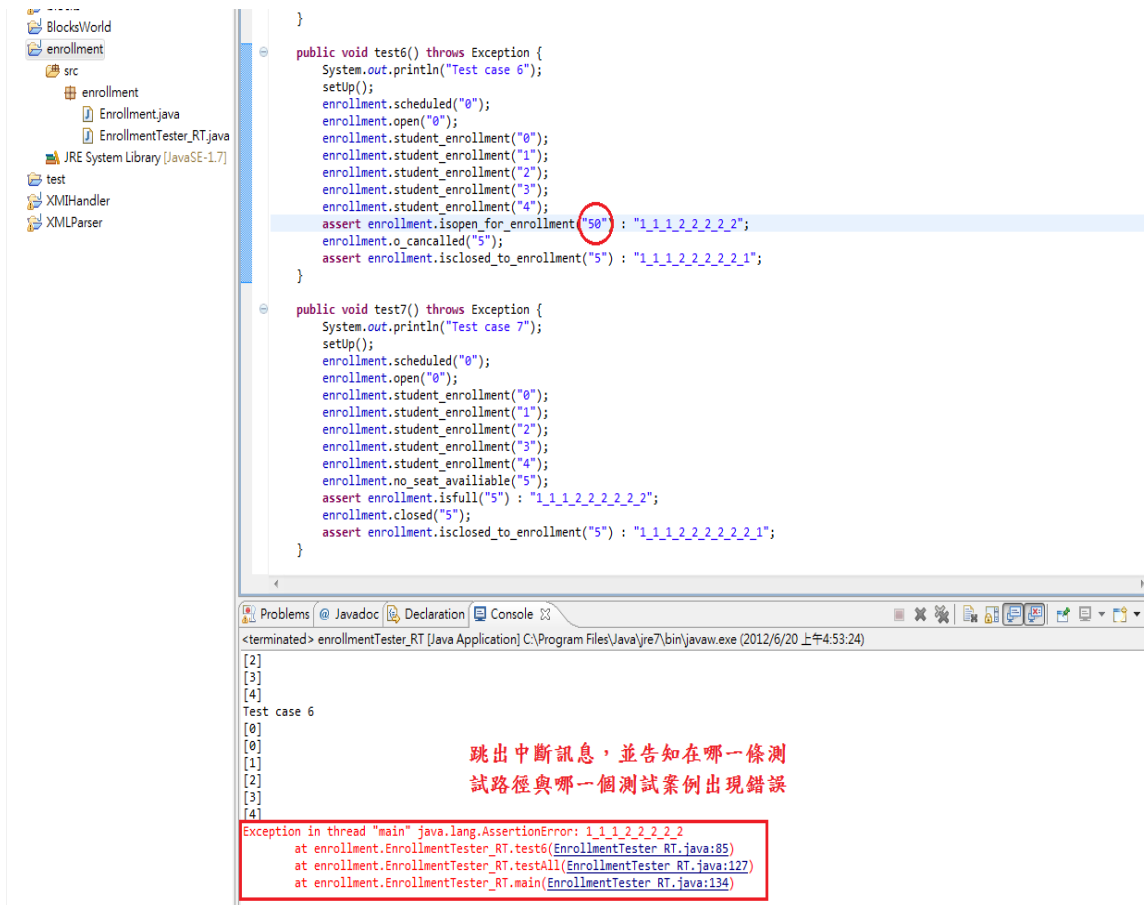 BlocksWorld
enrollment
src
enrollment
Enrollment.java
EnrollmentTester_RT.java
JRE System Library [JavaSE-1.7]
test
XMIHandler
XMLParser
}
public void test6() throws Exception {
System.out.println("Test case 6");
setUp();
enrollment.scheduled("0");
enrollment.open("0");
enrollment.student_enrollment("0");
enrollment.student_enrollment("1");
enrollment.student_enrollment("2");
enrollment.student_enrollment("3");
enrollment.student_enrollment("4");
assert enrollment.isopen_for_enrollment("50") : "1_1_1_2_2_2_2_2";
enrollment.o_cancalled("5");
assert enrollment.isclosed_to_enrollment("5") : "1_1_1_2_2_2_2_2_1";
}
public void test7() throws Exception {
System.out.println("Test case 7");
setUp();
enrollment.scheduled("0");
enrollment.open("0");
enrollment.student_enrollment("0");
enrollment.student_enrollment("1");
enrollment.student_enrollment("2");
enrollment.student_enrollment("3");
enrollment.student_enrollment("4");
enrollment.no_seat_availiable("5");
assert enrollment.isfull("5") : "1_1_1_2_2_2_2_2_2";
enrollment.closed("5");
assert enrollment.isclosed_to_enrollment("5") : "1_1_1_2_2_2_2_2_2_1";
}
Problems @ Javadoc Declaration Console
<terminated> enrollmentTester_RT [Java Application] C:\Program Files\Java\jre7\bin\javaw.exe (2012/6/20 上午4:53:24)
[2]
[3]
[4]
Test case 6
[0]
[0]
[1]
[2]
[3]
[4]
跳出中斷訊息，並告知在哪一條測
試路徑與哪一個測試案例出現錯誤
Exception in thread "main" java.lang.AssertionError: 1_1_1_2_2_2_2_2
at enrollment.EnrollmentTester_RT.test6(EnrollmentTester_RT.java:85)
at enrollment.EnrollmentTester_RT.testAll(EnrollmentTester_RT.java:127)
at enrollment.EnrollmentTester_RT.main(EnrollmentTester_RT.java:134)